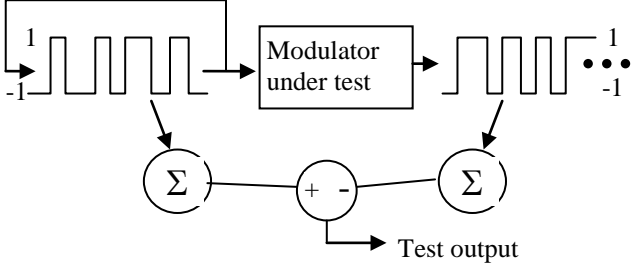 1
-1
Modulator
under test
1
-1
Σ
+ -
Σ
Test output